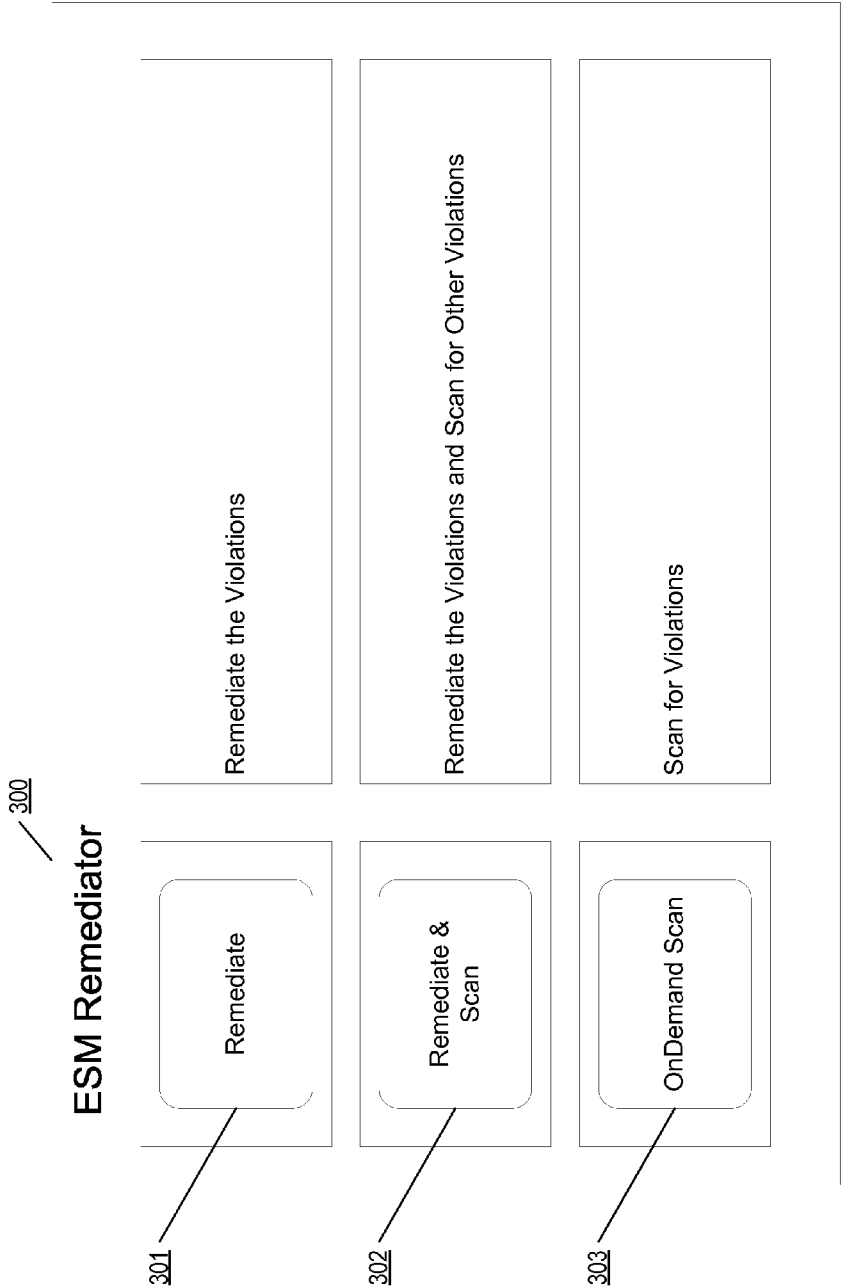 300
ESM Remediator
301
Remediate
Remediate the Violations
302
Remediate &
Scan
Remediate the Violations and Scan for Other Violations
303
OnDemand Scan
Scan for Violations